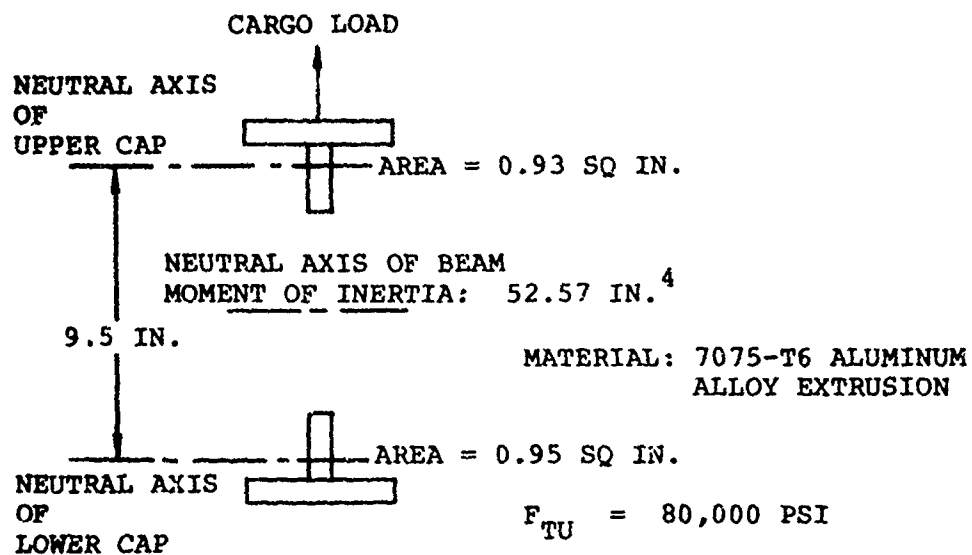 CARGO LOAD
NEUTRAL AXIS
OF
UPPER CAP
AREA = 0.93 SQ IN.
NEUTRAL AXIS OF BEAM
MOMENT OF INERTIA: 52.57 IN.4
9.5 IN.
MATERIAL: 7075-T6 ALUMINUM
ALLOY EXTRUSION
AREA = 0.95 SQ IN.
NEUTRAL AXIS
OF
LOWER CAP
FTU = 80,000 PSI